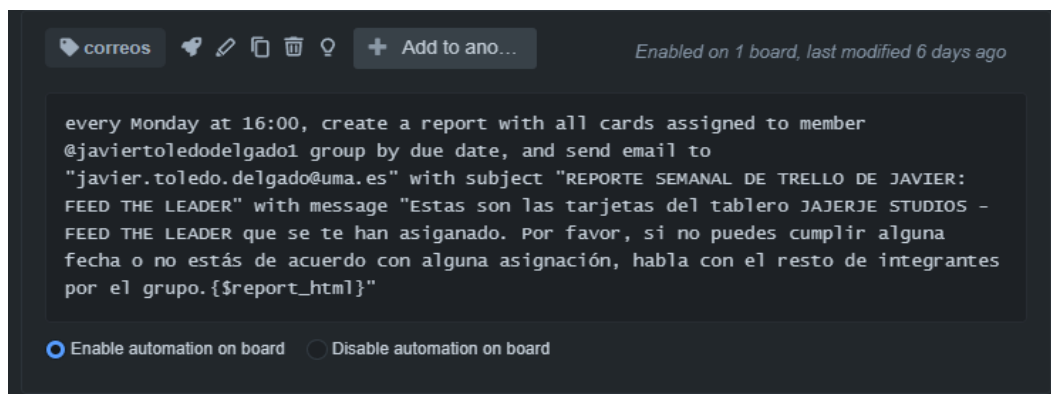 correos Add to ano... Enabled on 1 board, last modified 6 days ago
every Monday at 16:00, create a report with all cards assigned to member
@javiertoledodelgado1 group by due date, and send email to
"javier.toledo.delgado@uma.es" with subject "REPORTE SEMANAL DE TRELLO DE JAVIER:
FEED THE LEADER" with message "Estas son las tarjetas del tablero JAJERJE STUDIOS -
FEED THE LEADER que se te han asiganado. Por favor, si no puedes cumplir alguna
fecha o no estás de acuerdo con alguna asignación, habla con el resto de integrantes
por el grupo.{$report_html}"
Enable automation on board Disable automation on board